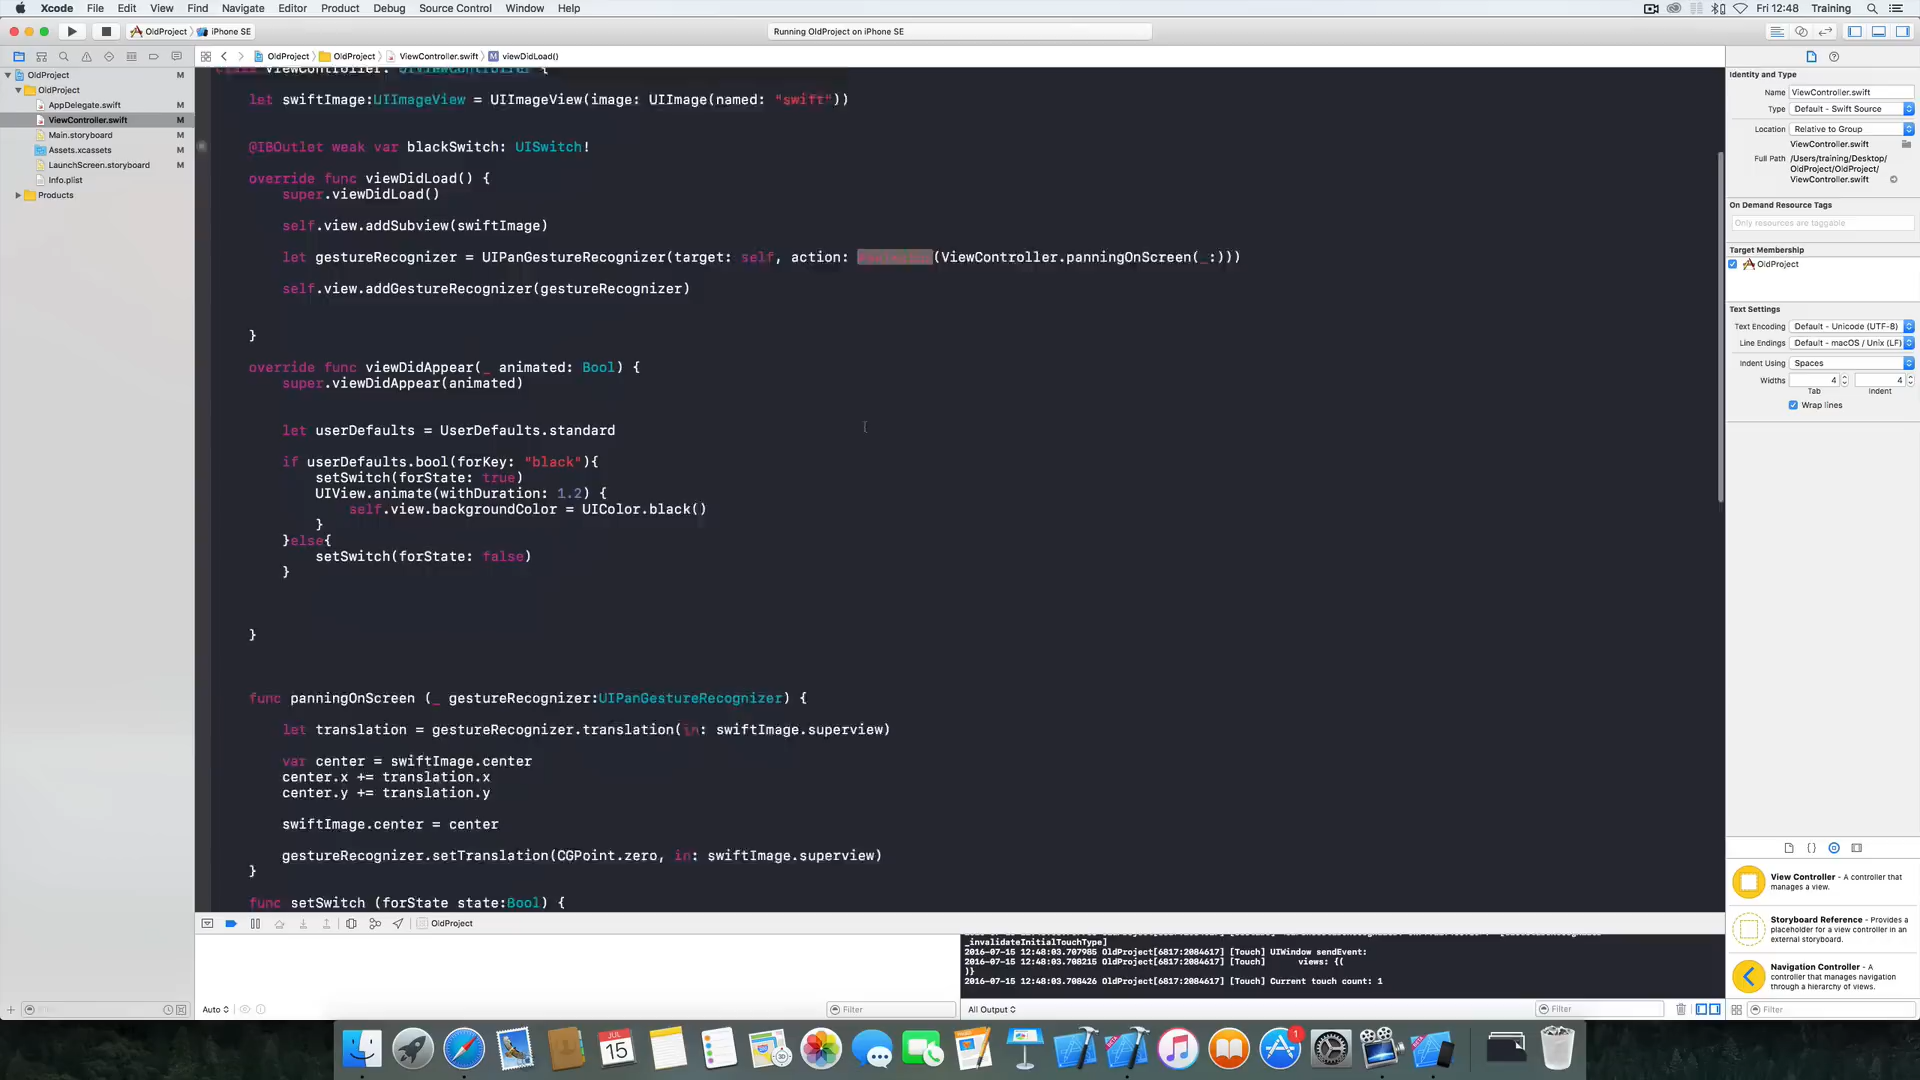 Xcode File Edit View Find Navigate Editor Product Debug Source Control Window Help Fri 12:48 Training
OldProject iPhone SE Running OldProject on iPhone SE
OldProject OldProject ViewController.swift M viewDidLoad()
OldProject M
OldProject
AppDelegate.swift M
ViewController.swift M
Main.storyboard M
Assets.xcassets M
LaunchScreen.storyboard M
Info.plist
Products
class ViewController: UIViewController {
let swiftImage:UIImageView = UIImageView(image: UIImage(named: "swift"))
@IBOutlet weak var blackSwitch: UISwitch!
override func viewDidLoad() {
super.viewDidLoad()
self.view.addSubview(swiftImage)
let gestureRecognizer = UIPanGestureRecognizer(target: self, action: (ViewController.panningOnScreen(_:)))
self.view.addGestureRecognizer(gestureRecognizer)
}
override func viewDidAppear(_ animated: Bool) {
super.viewDidAppear(animated)
let userDefaults = UserDefaults.standard
if userDefaults.bool(forKey: "black"){
setSwitch(forState: true)
UIView.animate(withDuration: 1.2) {
self.view.backgroundColor = UIColor.black()
}
}else{
setSwitch(forState: false)
}
}
func panningOnScreen (_ gestureRecognizer:UIPanGestureRecognizer) {
let translation = gestureRecognizer.translation(in: swiftImage.superview)
var center = swiftImage.center
center.x += translation.x
center.y += translation.y
swiftImage.center = center
gestureRecognizer.setTranslation(CGPoint.zero, in: swiftImage.superview)
}
func setSwitch (forState state:Bool) {
OldProject
_invalidateInitialTouchType]
2016-07-15 12:48:03.707985 OldProject[6817:2084617] [Touch] UIWindow sendEvent:
2016-07-15 12:48:03.708215 OldProject[6817:2084617] [Touch] views: {(
)}
2016-07-15 12:48:03.708426 OldProject[6817:2084617] [Touch] Current touch count: 1
Auto Filter All Output Filter
Identity and Type
Name ViewController.swift
Type Default - Swift Source
Location Relative to Group
ViewController.swift
Full Path /Users/training/Desktop/
OldProject/OldProject/
ViewController.swift
On Demand Resource Tags
Only resources are taggable
Target Membership
OldProject
Text Settings
Text Encoding Default - Unicode (UTF-8)
Line Endings Default - macOS / Unix (LF)
Indent Using Spaces
Widths 4 4
Tab Indent
Wrap lines
{}
View Controller - A controller that
manages a view.
Storyboard Reference - Provides a
placeholder for a view controller in an
external storyboard.
Navigation Controller - A
controller that manages navigation
through a hierarchy of views.
Filter
JUL
15
1